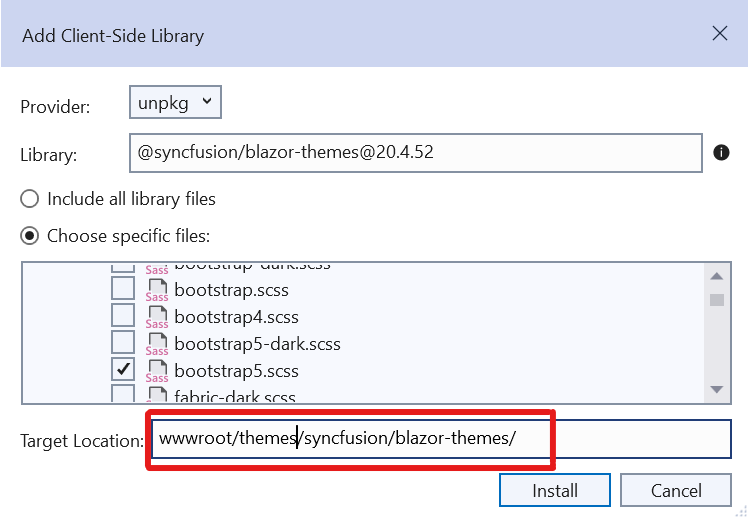 Add Client-Side Library
Provider: unpkg
Library: @syncfusion/blazor-themes@20.4.52
Include all library files
Choose specific files:
Sass bootstrap-dark.scss
Sass bootstrap.scss
Sass bootstrap4.scss
Sass bootstrap5-dark.scss
Sass bootstrap5.scss
fabric-dark.scss
Target Location: wwwroot/themes/syncfusion/blazor-themes/
Install Cancel